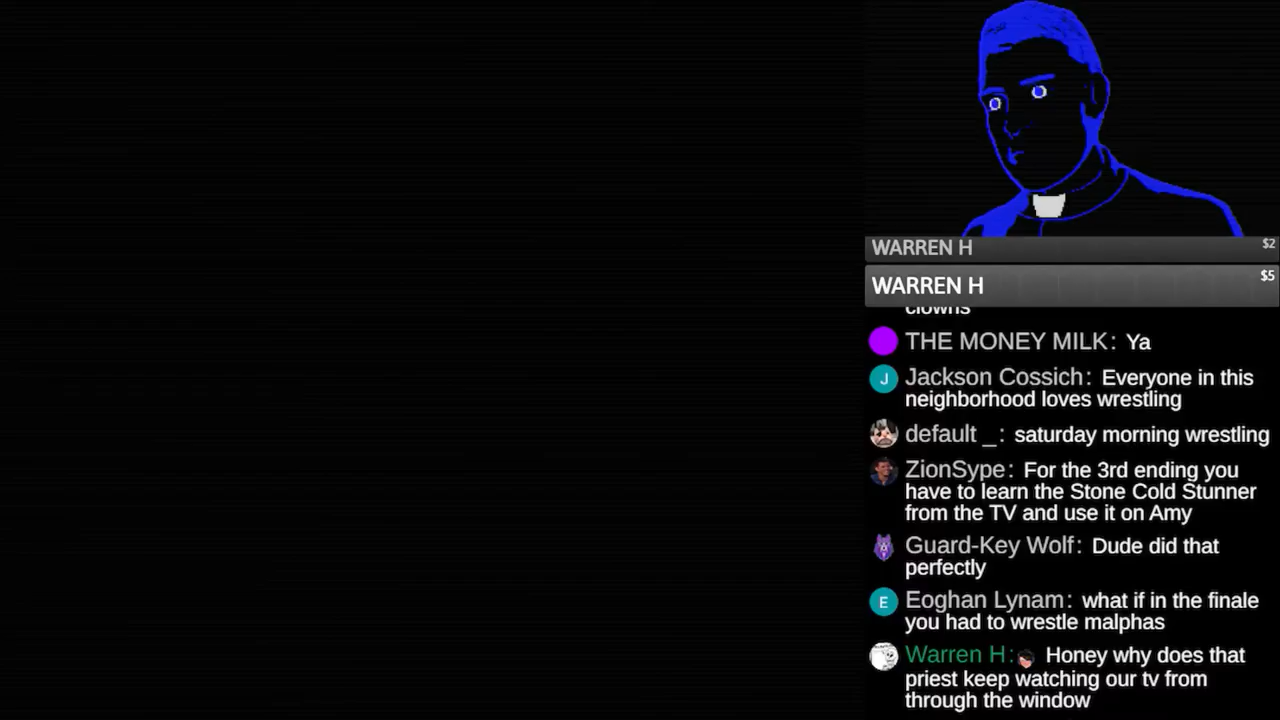 WARREN H $2
WARREN H $5
clowns
THE MONEY MILK: Ya
J Jackson Cossich: Everyone in this
neighborhood loves wrestling
default _: saturday morning wrestling
ZionSype: For the 3rd ending you
have to learn the Stone Cold Stunner
from the TV and use it on Amy
Guard-Key Wolf: Dude did that
perfectly
E Eoghan Lynam: what if in the finale
you had to wrestle malphas
Warren H: Honey why does that
priest keep watching our tv from
through the window